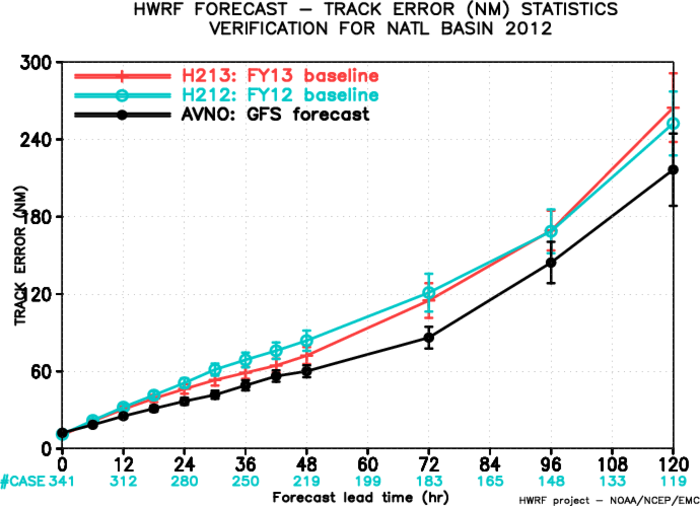 HWRF FORECAST – TRACK ERROR (NM) STATISTICS
VERIFICATION FOR NATL BASIN 2012
H213: FY13 baseline
H212: FY12 baseline
AVNO: GFS forecast
TRACK ERROR (NM)
300
240
180
120
60
0
0 12 24 36 48 60 72 84 96 108 120
#CASE 341 312 280 250 219 199 183 165 148 133 119
Forecast lead time (hr)
HWRF project – NOAA/NCEP/EMC